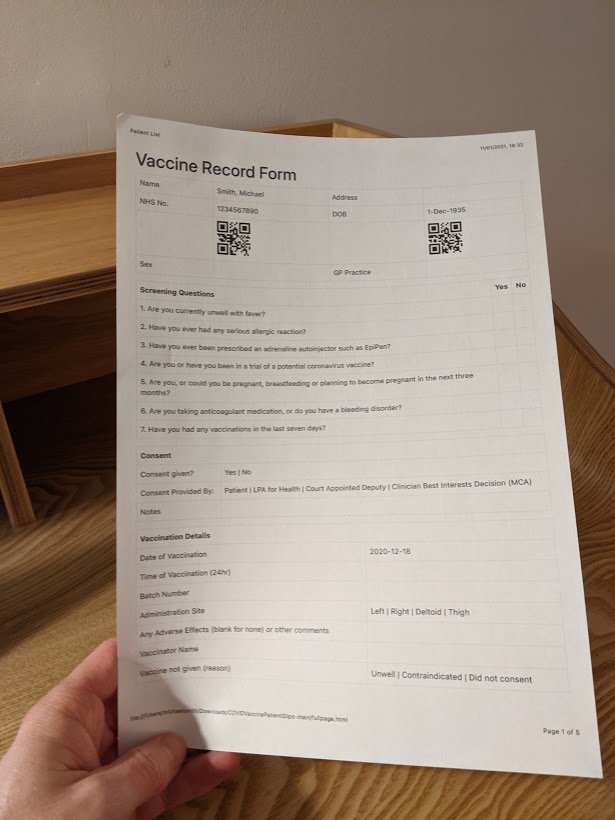 Patient List
11/01/2021, 18:33
Vaccine Record Form
Name Smith, Michael Address
NHS No. 1234567890 DOB 1-Dec-1935
Sex GP Practice
Screening Questions Yes No
1. Are you currently unwell with fever?
2. Have you ever had any serious allergic reaction?
3. Have you ever been prescribed an adrenaline autoinjector such as EpiPen?
4. Are you or have you been in a trial of a potential coronavirus vaccine?
5. Are you, or could you be pregnant, breastfeeding or planning to become pregnant in the next three
months?
6. Are you taking anticoagulant medication, or do you have a bleeding disorder?
7. Have you had any vaccinations in the last seven days?
Consent
Consent given? Yes | No
Consent Provided By: Patient | LPA for Health | Court Appointed Deputy | Clinician Best Interests Decision (MCA)
Notes
Vaccination Details
Date of Vaccination 2020-12-18
Time of Vaccination (24hr)
Batch Number
Administration Site Left | Right | Deltoid | Thigh
Any Adverse Effects (blank for none) or other comments
Vaccinator Name
Vaccine not given (reason) Unwell | Contraindicated | Did not consent
file:///Users/michaelsmith/Downloads/COVIDVaccinePatientSlips-main/fullpage.html
Page 1 of 5